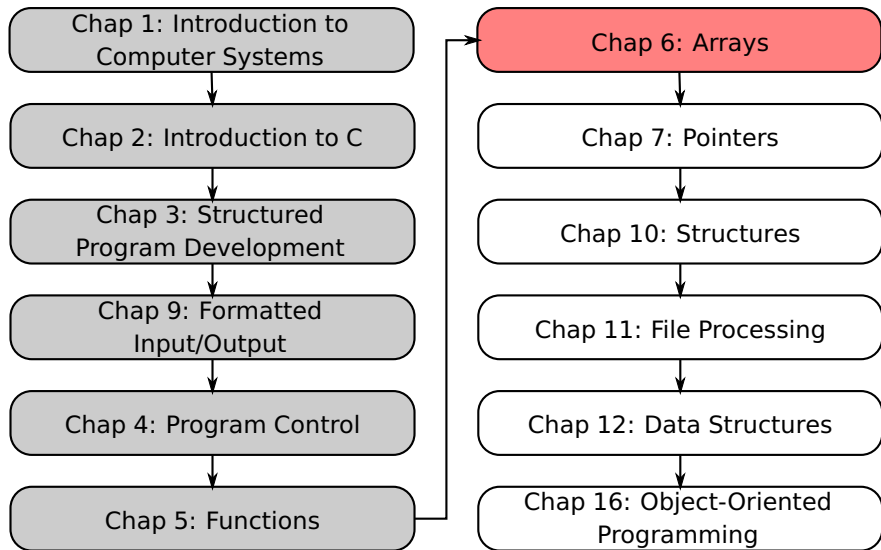 Chap 1: Introduction to
Computer Systems
Chap 2: Introduction to C
Chap 3: Structured
Program Development
Chap 9: Formatted
Input/Output
Chap 4: Program Control
Chap 5: Functions
Chap 6: Arrays
Chap 7: Pointers
Chap 10: Structures
Chap 11: File Processing
Chap 12: Data Structures
Chap 16: Object-Oriented
Programming